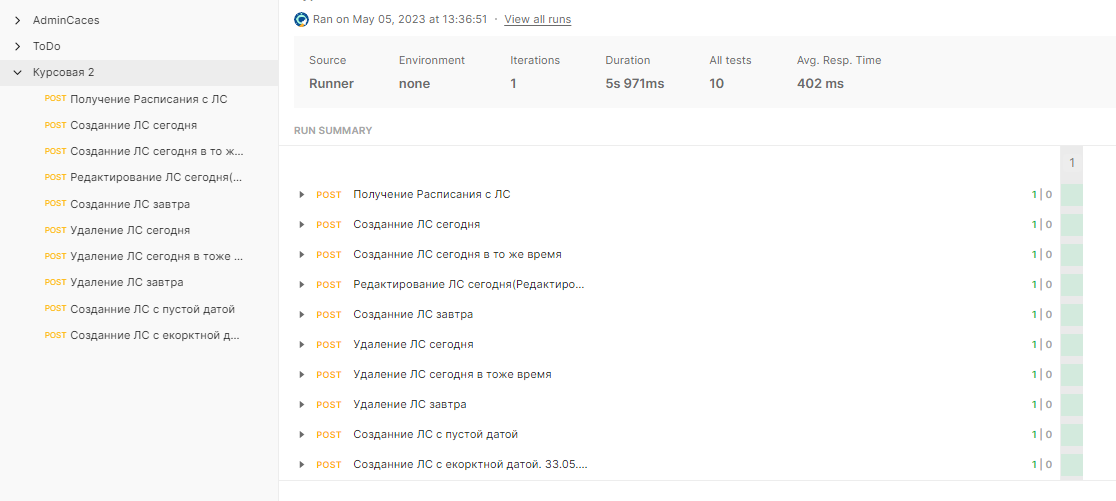 AdminCaces
ToDo
Курсовая 2
POST Получение Расписания с ЛС
POST Созданние ЛС сегодня
POST Созданние ЛС сегодня в то ж...
POST Редактирование ЛС сегодня(...
POST Созданние ЛС завтра
POST Удаление ЛС сегодня
POST Удаление ЛС сегодня в тоже ...
POST Удаление ЛС завтра
POST Созданние ЛС с пустой датой
POST Созданние ЛС с екорктной д...
Ran on May 05, 2023 at 13:36:51 · View all runs
Source Environment Iterations Duration All tests Avg. Resp. Time
Runner none 1 5s 971ms 10 402 ms
RUN SUMMARY
1
POST Получение Расписания с ЛС 1 | 0
POST Созданние ЛС сегодня 1 | 0
POST Созданние ЛС сегодня в то же время 1 | 0
POST Редактирование ЛС сегодня(Редактиро... 1 | 0
POST Созданние ЛС завтра 1 | 0
POST Удаление ЛС сегодня 1 | 0
POST Удаление ЛС сегодня в тоже время 1 | 0
POST Удаление ЛС завтра 1 | 0
POST Созданние ЛС с пустой датой 1 | 0
POST Созданние ЛС с екорктной датой. 33.05.... 1 | 0